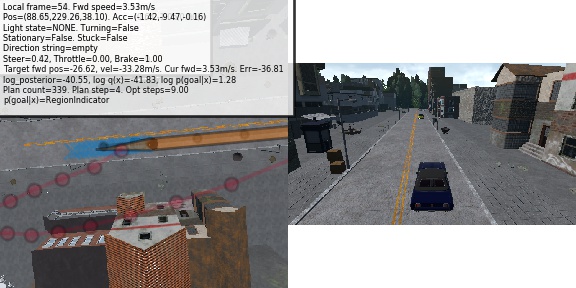 Local frame=54. Fwd speed=3.53m/s
Pos=(88.65,229.26,38.10). Acc=(-1.42,-9.47,-0.16)
Light state=NONE. Turning=False
Stationary=False. Stuck=False
Direction string=empty
Steer=0.42, Throttle=0.00, Brake=1.00
Target fwd pos=-26.62, vel=-33.28m/s. Cur fwd=3.53m/s. Err=-36.81
log_posterior=-40.55, log q(x)=-41.83, log p(goal|x)=1.28
Plan count=339. Plan step=4. Opt steps=9.00
p(goal|x)=RegionIndicator